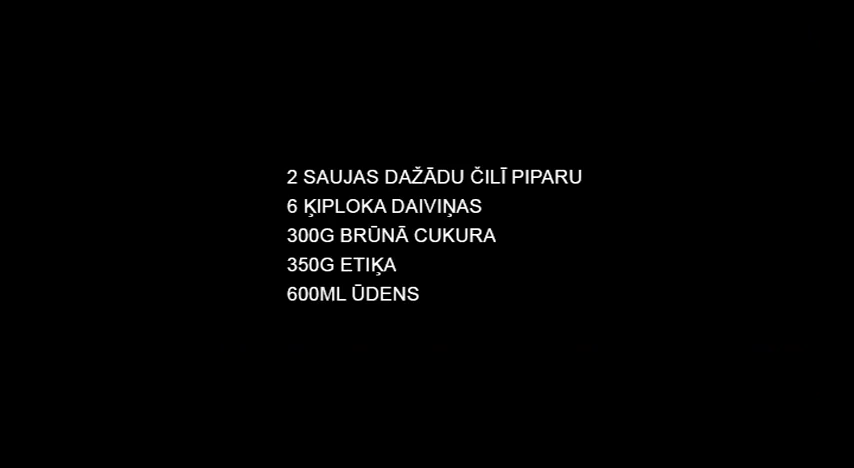 2 SAUJAS DAŽĀDU ČILĪ PIPARU
6 ĶIPLOKA DAIVIŅAS
300G BRŪNĀ CUKURA
350G ETIĶA
600ML ŪDENS